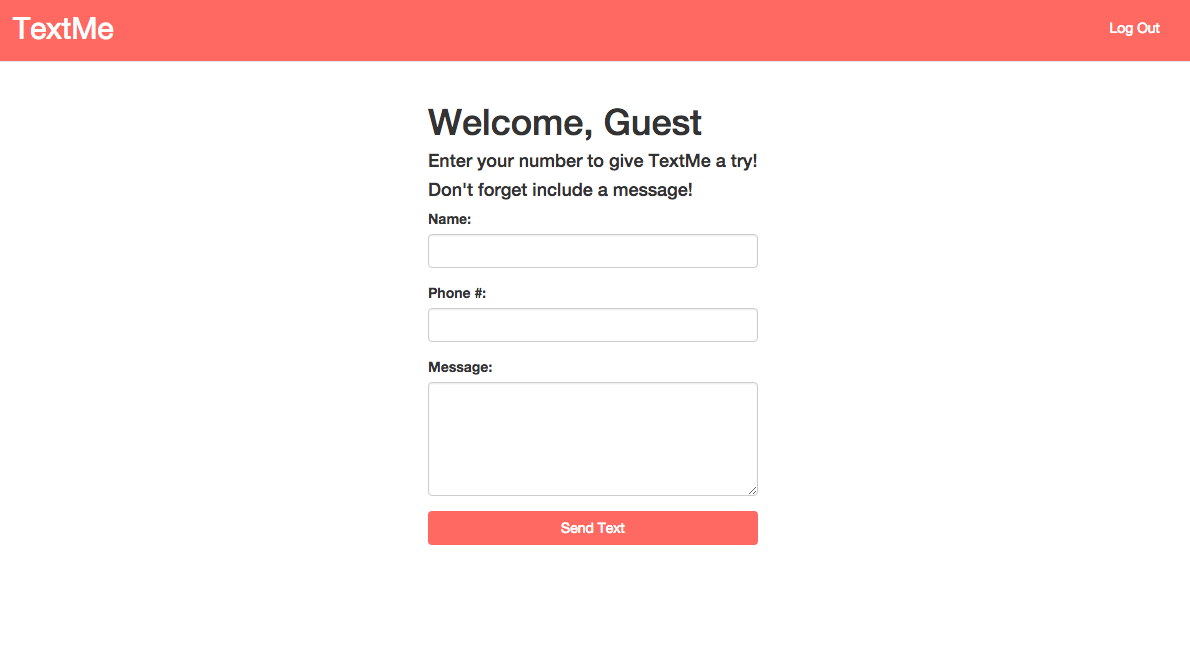 TextMe
Log Out
Welcome, Guest
Enter your number to give TextMe a try!
Don't forget include a message!
Name:
Phone #:
Message:
Send Text